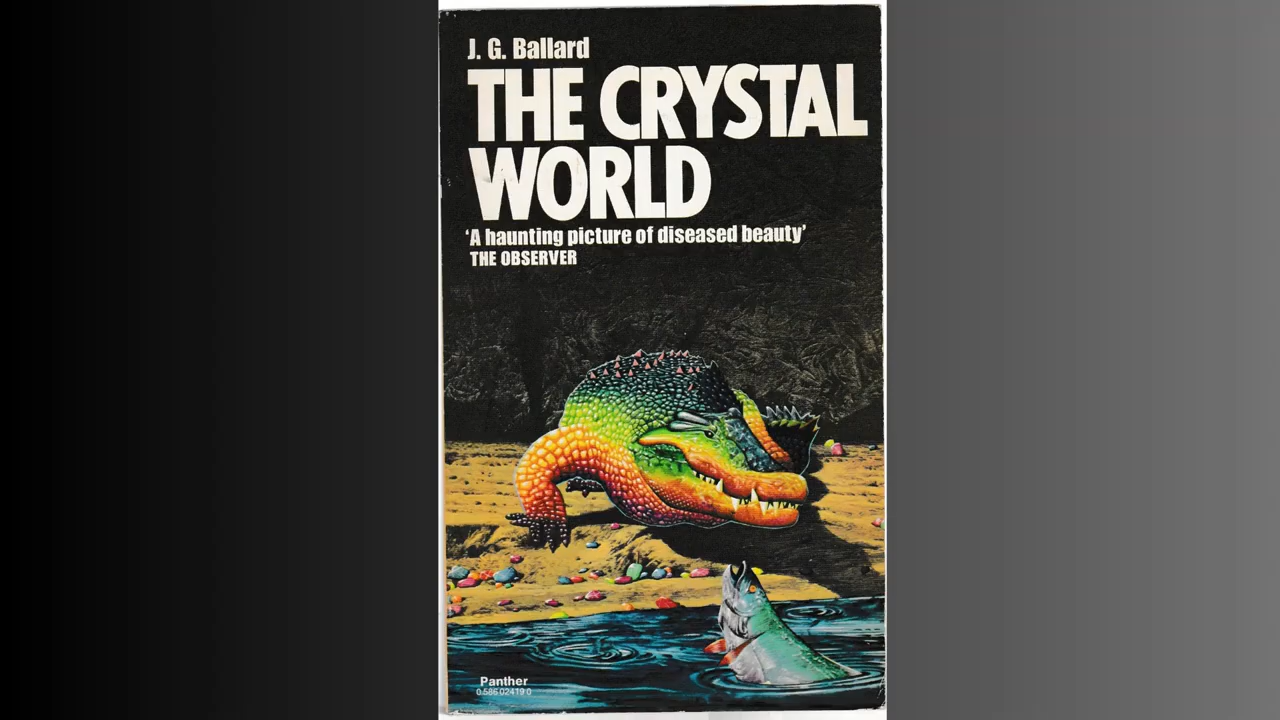 J. G. Ballard
THE CRYSTAL
WORLD
‘A haunting picture of diseased beauty’
THE OBSERVER
Panther
0 586 02419 0